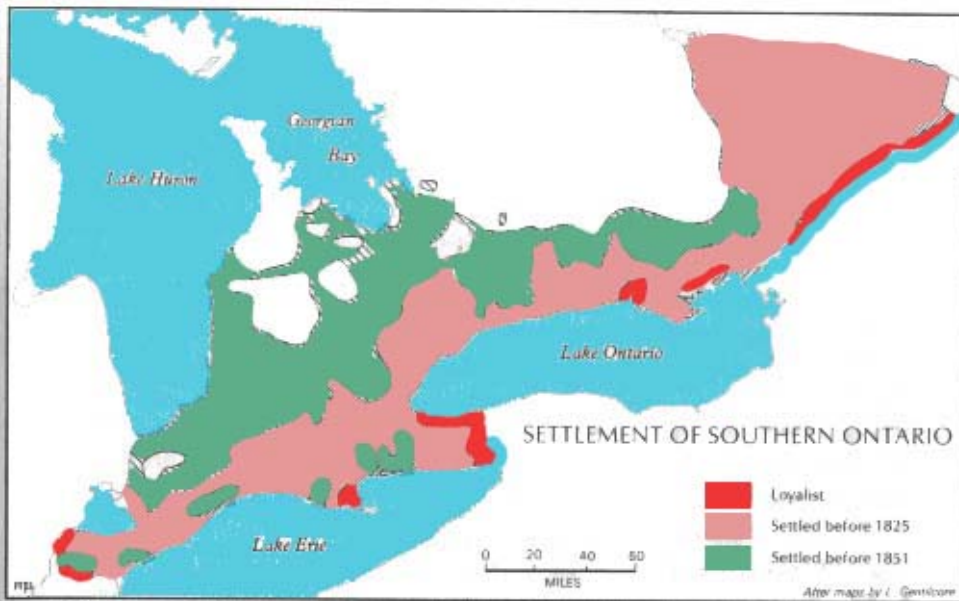 Georgian
Bay
Lake Huron
Lake Ontario
SETTLEMENT OF SOUTHERN ONTARIO
Loyalist
Settled before 1825
Settled before 1851
Lake Erie
0 20 40 60
MILES
After maps by L. Gentilcore